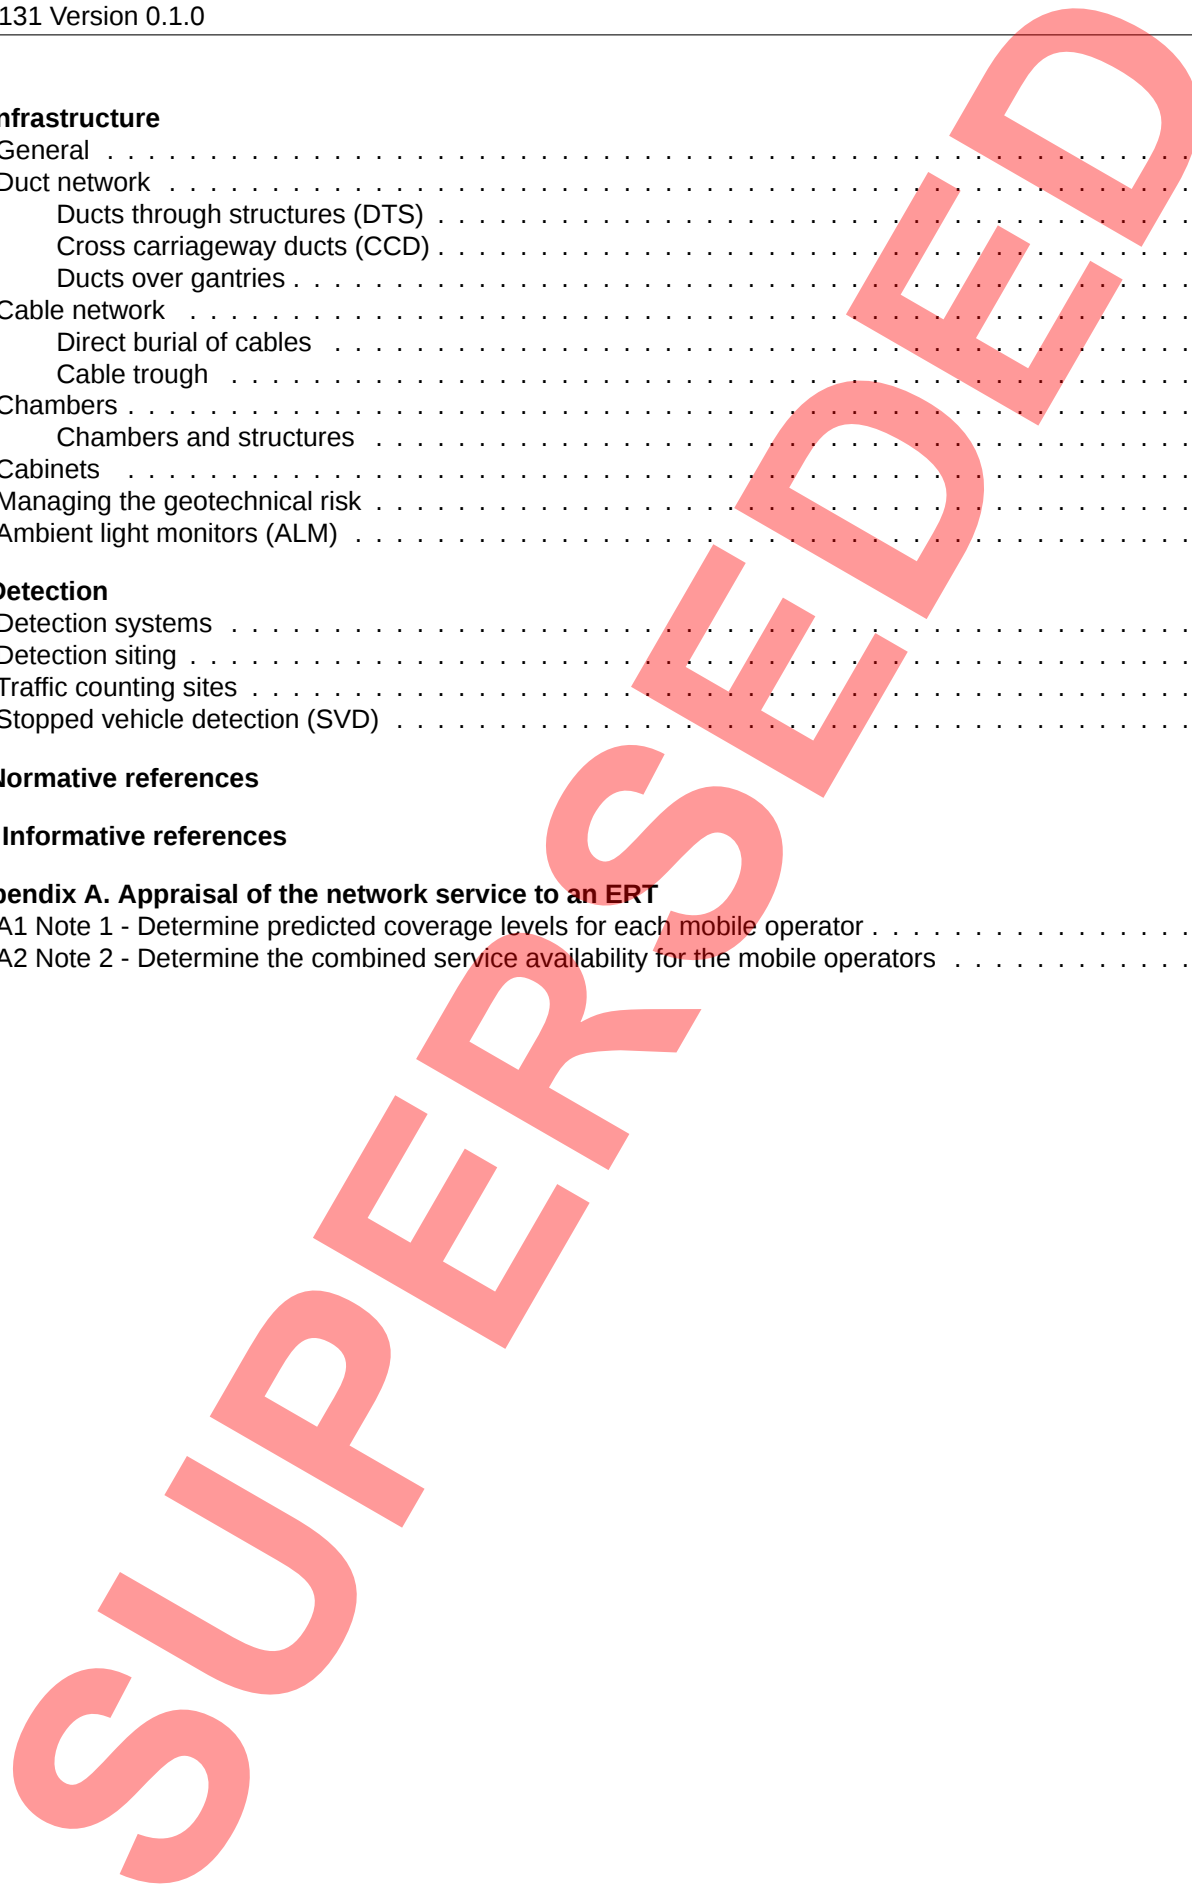 131 Version 0.1.0
nfrastructure
General . . . . . . . . . . . . . . . . . . . . . . . . . . . . . . . . . . . . . . . . . . . . . . . . . . . . .
Duct network . . . . . . . . . . . . . . . . . . . . . . . . . . . . . . . . . . . . . . . . . . . . . . . . . .
Ducts through structures (DTS) . . . . . . . . . . . . . . . . . . . . . . . . . . . . . . . . . . . . .
Cross carriageway ducts (CCD) . . . . . . . . . . . . . . . . . . . . . . . . . . . . . . . . . . . . .
Ducts over gantries . . . . . . . . . . . . . . . . . . . . . . . . . . . . . . . . . . . . . . . . . . . .
Cable network . . . . . . . . . . . . . . . . . . . . . . . . . . . . . . . . . . . . . . . . . . . . . . . . .
Direct burial of cables . . . . . . . . . . . . . . . . . . . . . . . . . . . . . . . . . . . . . . . . . .
Cable trough . . . . . . . . . . . . . . . . . . . . . . . . . . . . . . . . . . . . . . . . . . . . . . .
Chambers . . . . . . . . . . . . . . . . . . . . . . . . . . . . . . . . . . . . . . . . . . . . . . . . . . . .
Chambers and structures . . . . . . . . . . . . . . . . . . . . . . . . . . . . . . . . . . . . . . . .
Cabinets . . . . . . . . . . . . . . . . . . . . . . . . . . . . . . . . . . . . . . . . . . . . . . . . . . . .
Managing the geotechnical risk . . . . . . . . . . . . . . . . . . . . . . . . . . . . . . . . . . . . . . . .
Ambient light monitors (ALM) . . . . . . . . . . . . . . . . . . . . . . . . . . . . . . . . . . . . . . . . .
Detection
Detection systems . . . . . . . . . . . . . . . . . . . . . . . . . . . . . . . . . . . . . . . . . . . . . . .
Detection siting . . . . . . . . . . . . . . . . . . . . . . . . . . . . . . . . . . . . . . . . . . . . . . . . .
Traffic counting sites . . . . . . . . . . . . . . . . . . . . . . . . . . . . . . . . . . . . . . . . . . . . . .
Stopped vehicle detection (SVD) . . . . . . . . . . . . . . . . . . . . . . . . . . . . . . . . . . . . . . .
Normative references
Informative references
pendix A. Appraisal of the network service to an ERT
A1 Note 1 - Determine predicted coverage levels for each mobile operator . . . . . . . . . . . . . . . .
A2 Note 2 - Determine the combined service availability for the mobile operators . . . . . . . . . . . .
SUPERSEDED